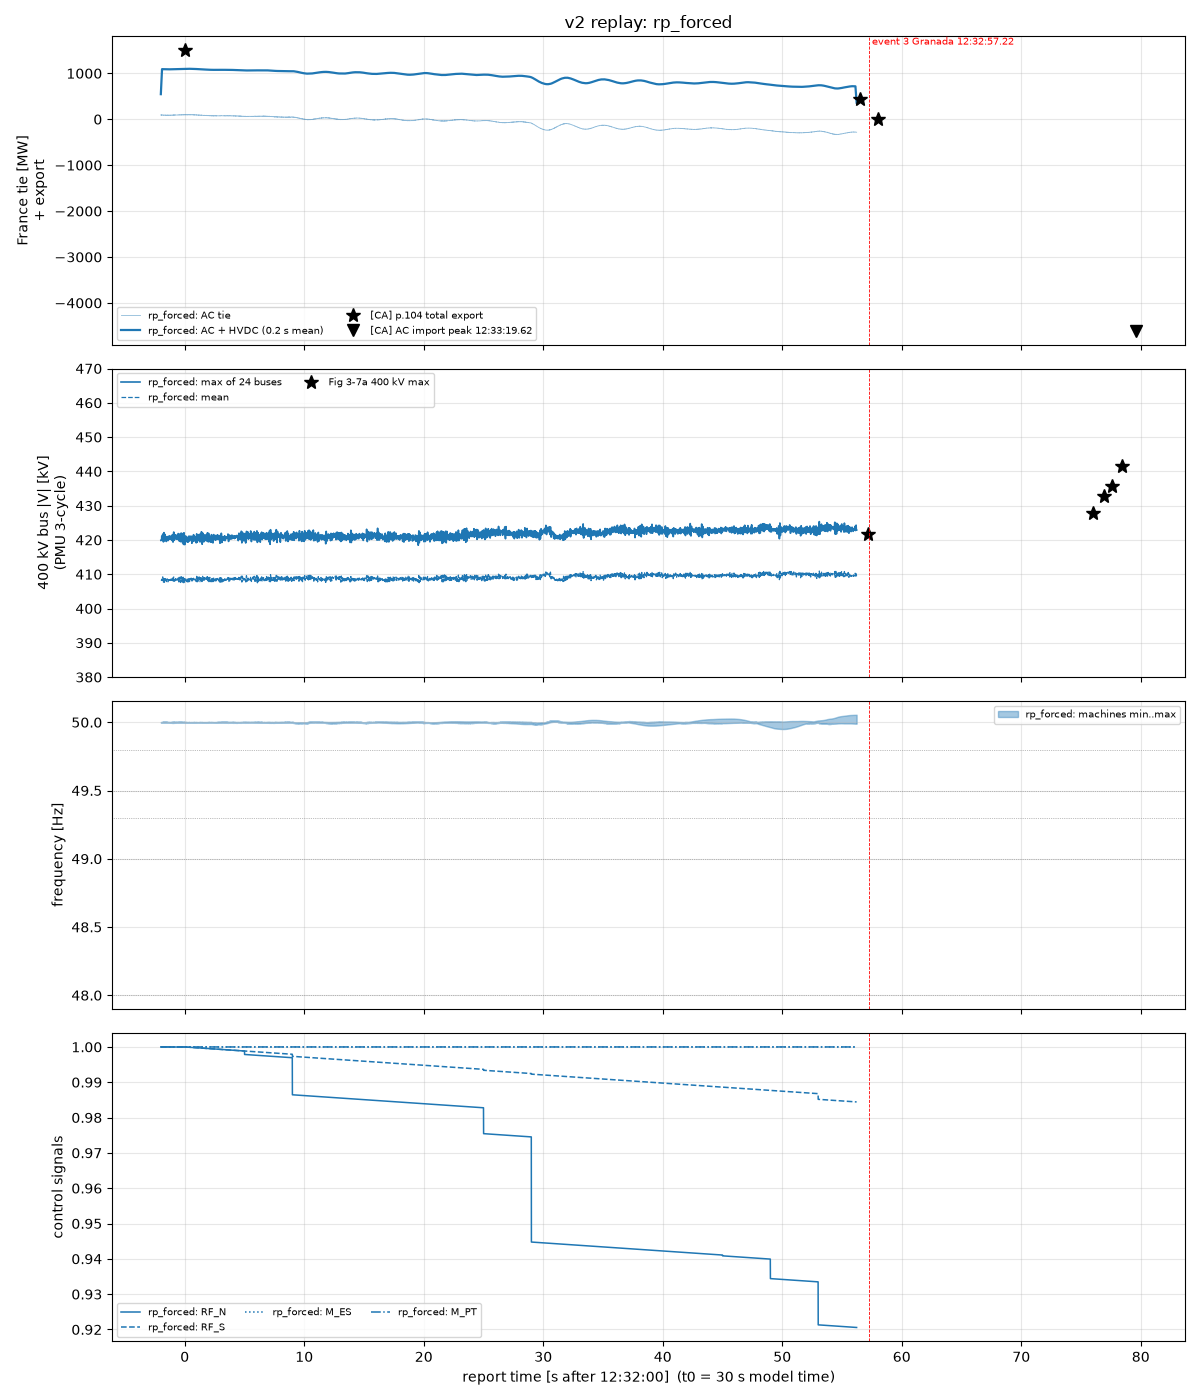 v2 replay: rp_forced
event 3 Granada 12:32:57.22
France tie [MW]
+ export
1000
0
−1000
−2000
−3000
−4000
rp_forced: AC tie
rp_forced: AC + HVDC (0.2 s mean)
[CA] p.104 total export
[CA] AC import peak 12:33:19.62
400 kV bus |V| [kV]
(PMU 3-cycle)
470
460
450
440
430
420
410
400
390
380
rp_forced: max of 24 buses
rp_forced: mean
Fig 3-7a 400 kV max
frequency [Hz]
50.0
49.5
49.0
48.5
48.0
rp_forced: machines min..max
control signals
1.00
0.99
0.98
0.97
0.96
0.95
0.94
0.93
0.92
rp_forced: RF_N
rp_forced: RF_S
rp_forced: M_ES
rp_forced: M_PT
0 10 20 30 40 50 60 70 80
report time [s after 12:32:00]  (t0 = 30 s model time)